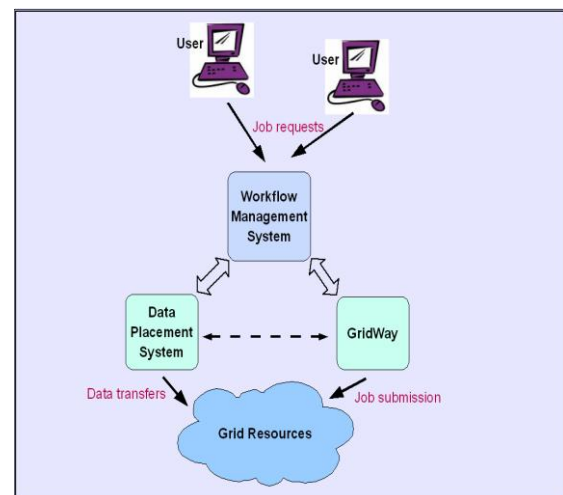 User
User
Job requests
Workflow
Management
System
Data
Placement
System
GridWay
Data transfers
Job submission
Grid Resources